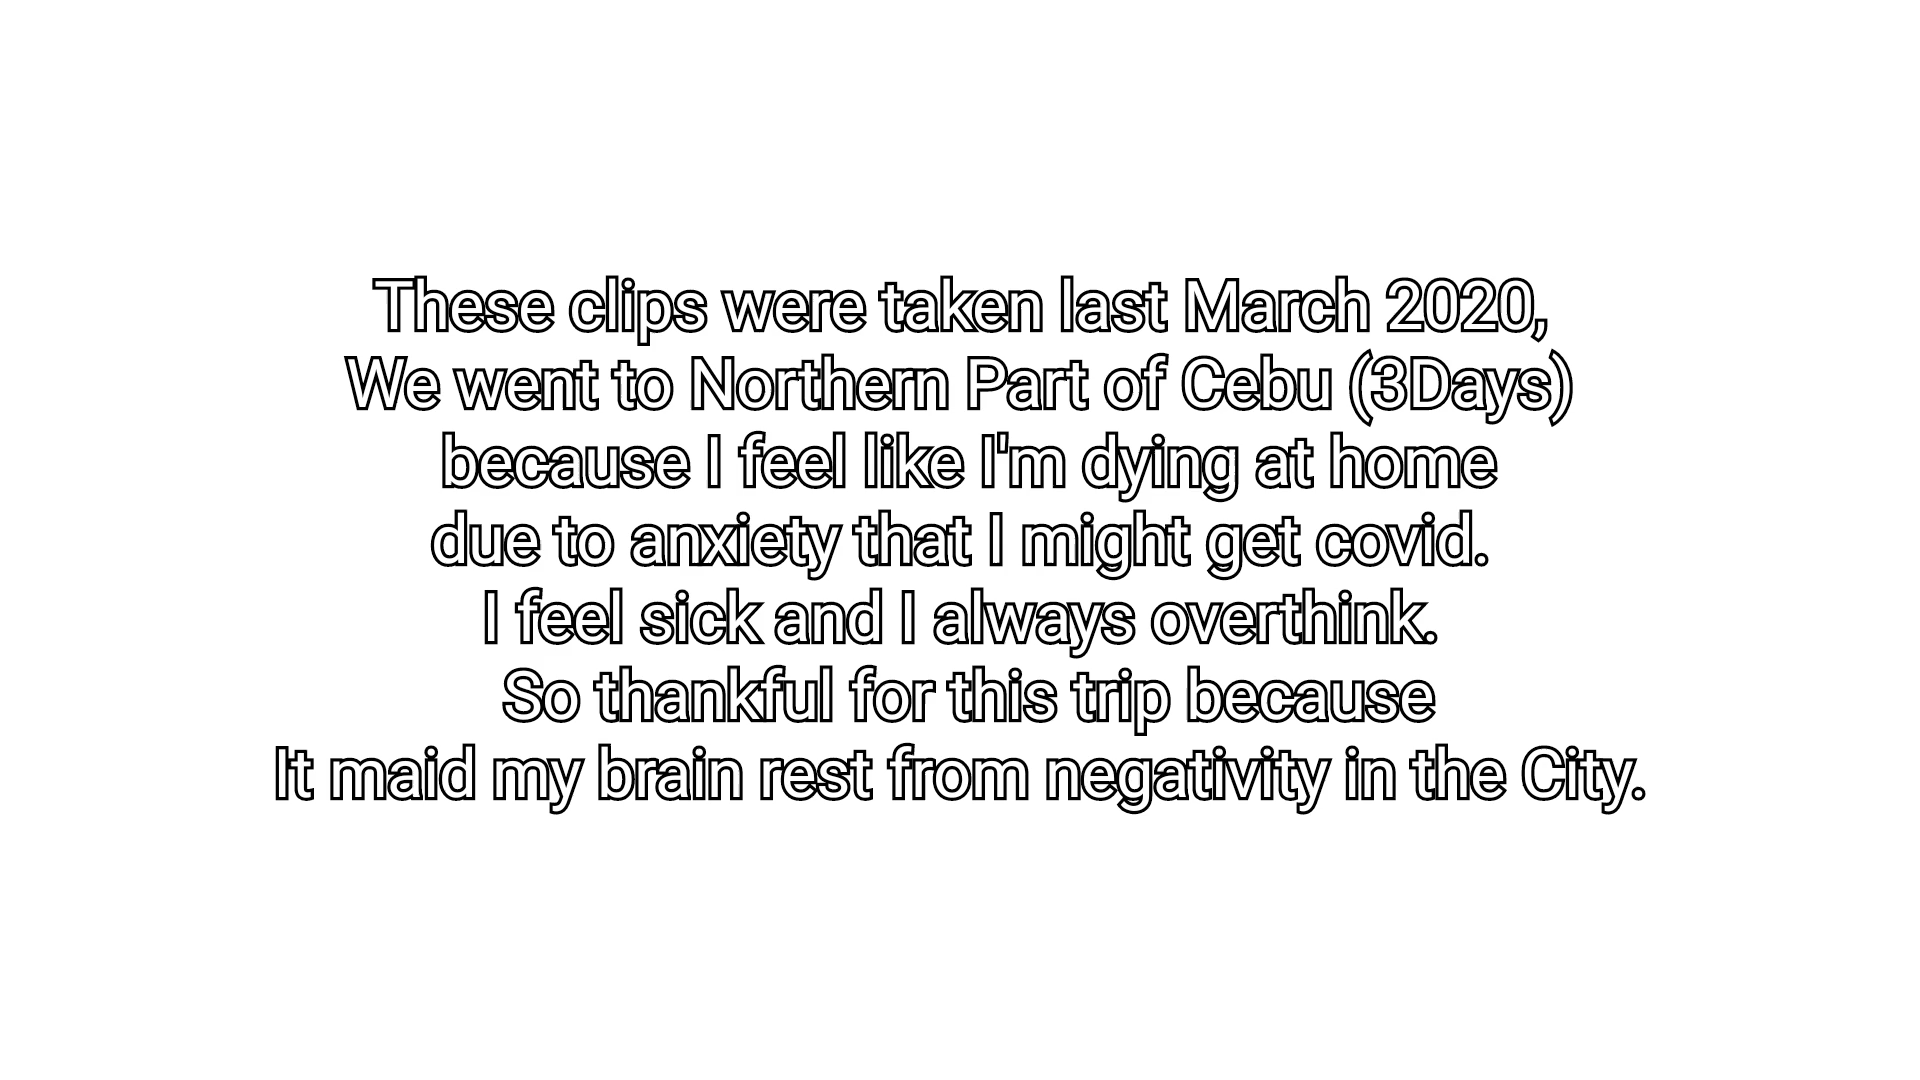 These clips were taken last March 2020,
We went to Northern Part of Cebu (3Days)
because I feel like I'm dying at home
due to anxiety that I might get covid.
I feel sick and I always overthink.
So thankful for this trip because
It maid my brain rest from negativity in the City.